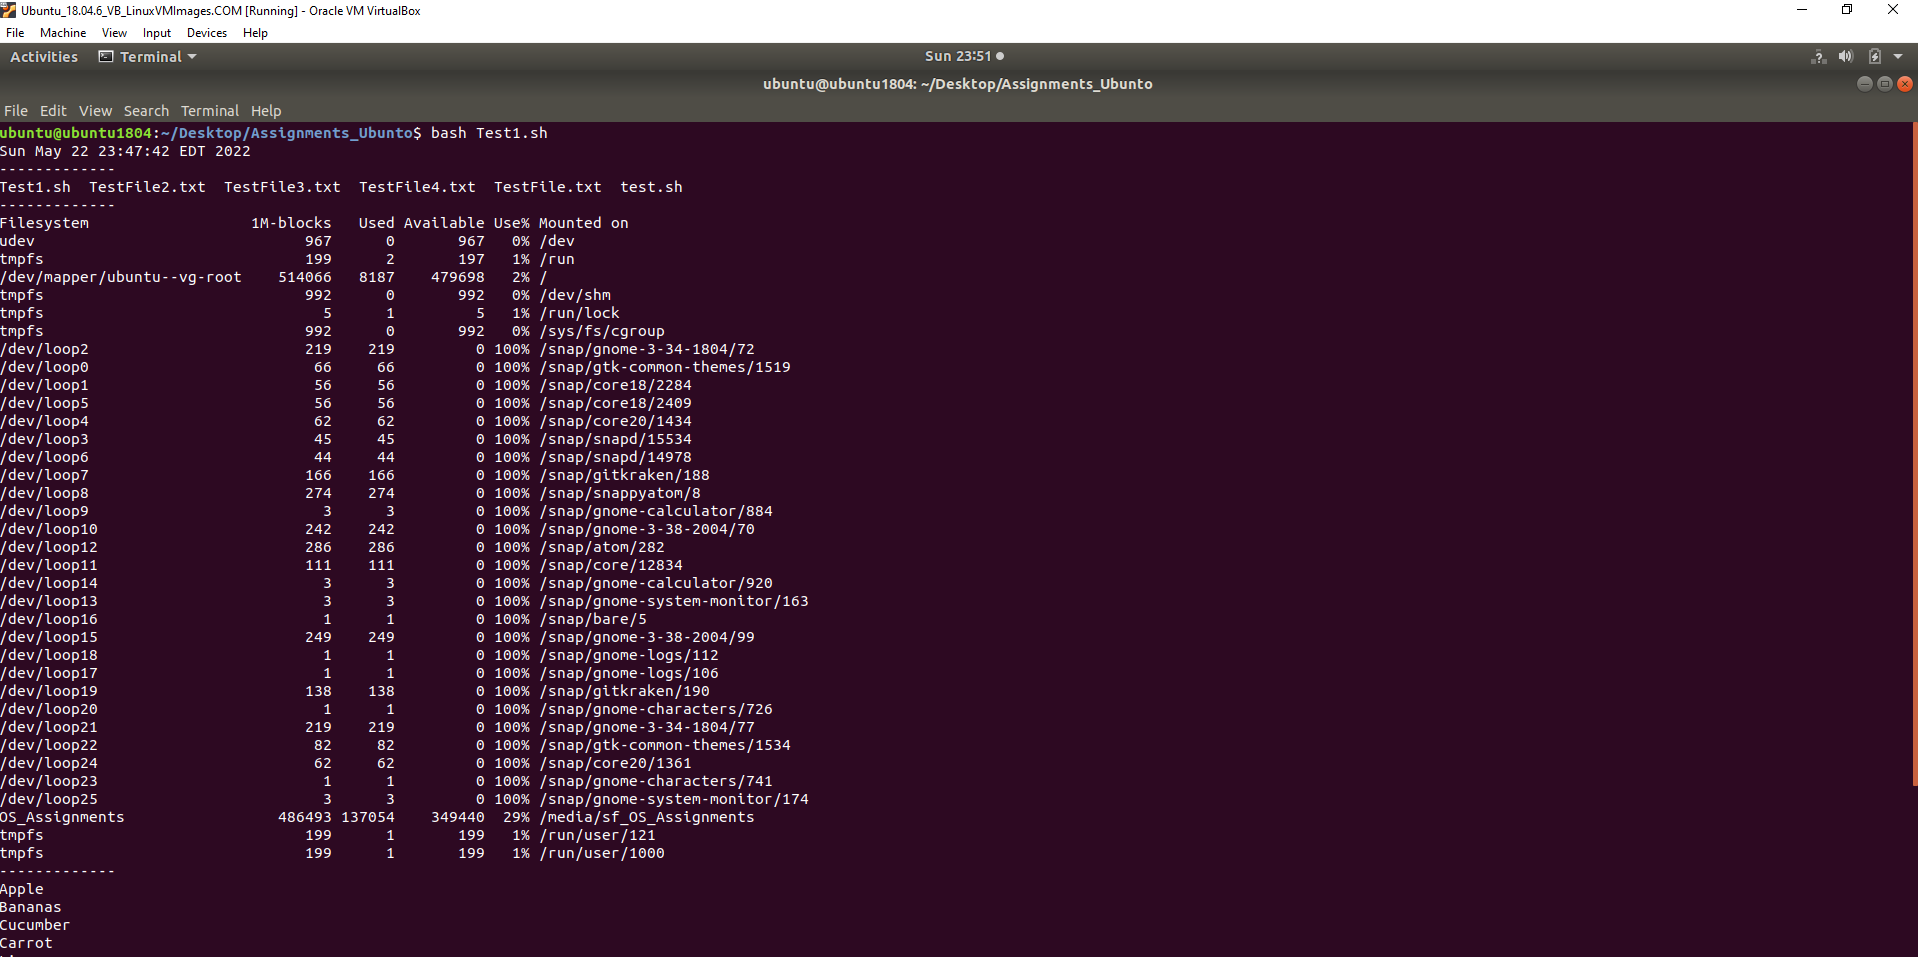 Ubuntu_18.04.6_VB_LinuxVMImages.COM [Running] - Oracle VM VirtualBox
File Machine View Input Devices Help
Activities Terminal Sun 23:51
ubuntu@ubuntu1804: ~/Desktop/Assignments_Ubunto
File Edit View Search Terminal Help
ubuntu@ubuntu1804:~/Desktop/Assignments_Ubunto$ bash Test1.sh
Sun May 22 23:47:42 EDT 2022
-------------
Test1.sh  TestFile2.txt  TestFile3.txt  TestFile4.txt  TestFile.txt  test.sh
-------------
Filesystem                  1M-blocks   Used Available Use% Mounted on
udev                              967      0       967   0% /dev
tmpfs                             199      2       197   1% /run
/dev/mapper/ubuntu--vg-root    514066   8187    479698   2% /
tmpfs                             992      0       992   0% /dev/shm
tmpfs                               5      1         5   1% /run/lock
tmpfs                             992      0       992   0% /sys/fs/cgroup
/dev/loop2                        219    219         0 100% /snap/gnome-3-34-1804/72
/dev/loop0                         66     66         0 100% /snap/gtk-common-themes/1519
/dev/loop1                         56     56         0 100% /snap/core18/2284
/dev/loop5                         56     56         0 100% /snap/core18/2409
/dev/loop4                         62     62         0 100% /snap/core20/1434
/dev/loop3                         45     45         0 100% /snap/snapd/15534
/dev/loop6                         44     44         0 100% /snap/snapd/14978
/dev/loop7                        166    166         0 100% /snap/gitkraken/188
/dev/loop8                        274    274         0 100% /snap/snappyatom/8
/dev/loop9                          3      3         0 100% /snap/gnome-calculator/884
/dev/loop10                       242    242         0 100% /snap/gnome-3-38-2004/70
/dev/loop12                       286    286         0 100% /snap/atom/282
/dev/loop11                       111    111         0 100% /snap/core/12834
/dev/loop14                         3      3         0 100% /snap/gnome-calculator/920
/dev/loop13                         3      3         0 100% /snap/gnome-system-monitor/163
/dev/loop16                         1      1         0 100% /snap/bare/5
/dev/loop15                       249    249         0 100% /snap/gnome-3-38-2004/99
/dev/loop18                         1      1         0 100% /snap/gnome-logs/112
/dev/loop17                         1      1         0 100% /snap/gnome-logs/106
/dev/loop19                       138    138         0 100% /snap/gitkraken/190
/dev/loop20                         1      1         0 100% /snap/gnome-characters/726
/dev/loop21                       219    219         0 100% /snap/gnome-3-34-1804/77
/dev/loop22                        82     82         0 100% /snap/gtk-common-themes/1534
/dev/loop24                        62     62         0 100% /snap/core20/1361
/dev/loop23                         1      1         0 100% /snap/gnome-characters/741
/dev/loop25                         3      3         0 100% /snap/gnome-system-monitor/174
OS_Assignments                 486493 137054    349440  29% /media/sf_OS_Assignments
tmpfs                             199      1       199   1% /run/user/121
tmpfs                             199      1       199   1% /run/user/1000
-------------
Apple
Bananas
Cucumber
Carrot